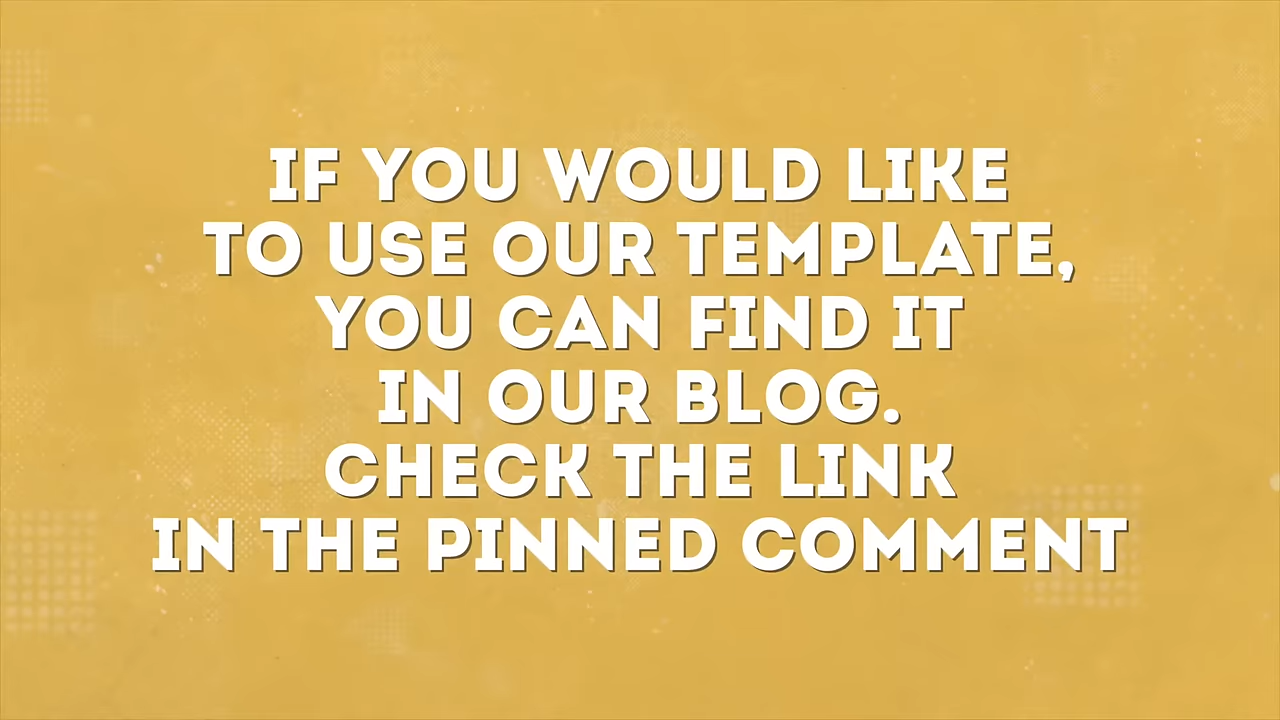 IF YOU WOULD LIKE
TO USE OUR TEMPLATE,
YOU CAN FIND IT
IN OUR BLOG.
CHECK THE LINK
IN THE PINNED COMMENT